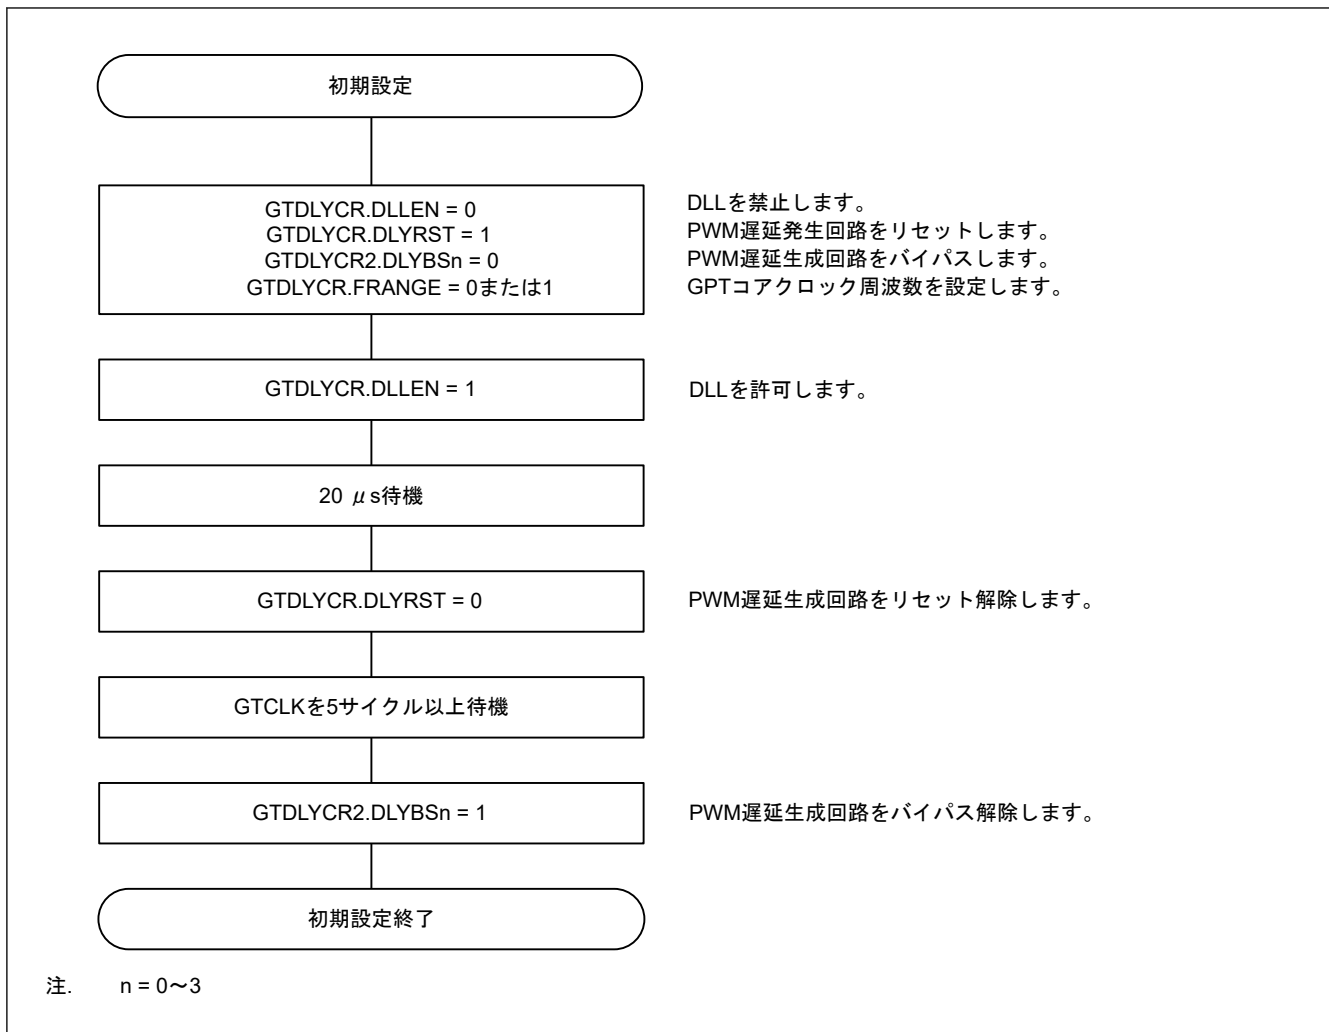 初期設定
GTDLYCR.DLLEN = 0
GTDLYCR.DLYRST = 1
GTDLYCR2.DLYBSn = 0
GTDLYCR.FRANGE = 0または1
DLLを禁止します。
PWM遅延発生回路をリセットします。
PWM遅延生成回路をバイパスします。
GPTコアクロック周波数を設定します。
GTDLYCR.DLLEN = 1
DLLを許可します。
20 μs待機
GTDLYCR.DLYRST = 0
PWM遅延生成回路をリセット解除します。
GTCLKを5サイクル以上待機
GTDLYCR2.DLYBSn = 1
PWM遅延生成回路をバイパス解除します。
初期設定終了
注. n = 0～3